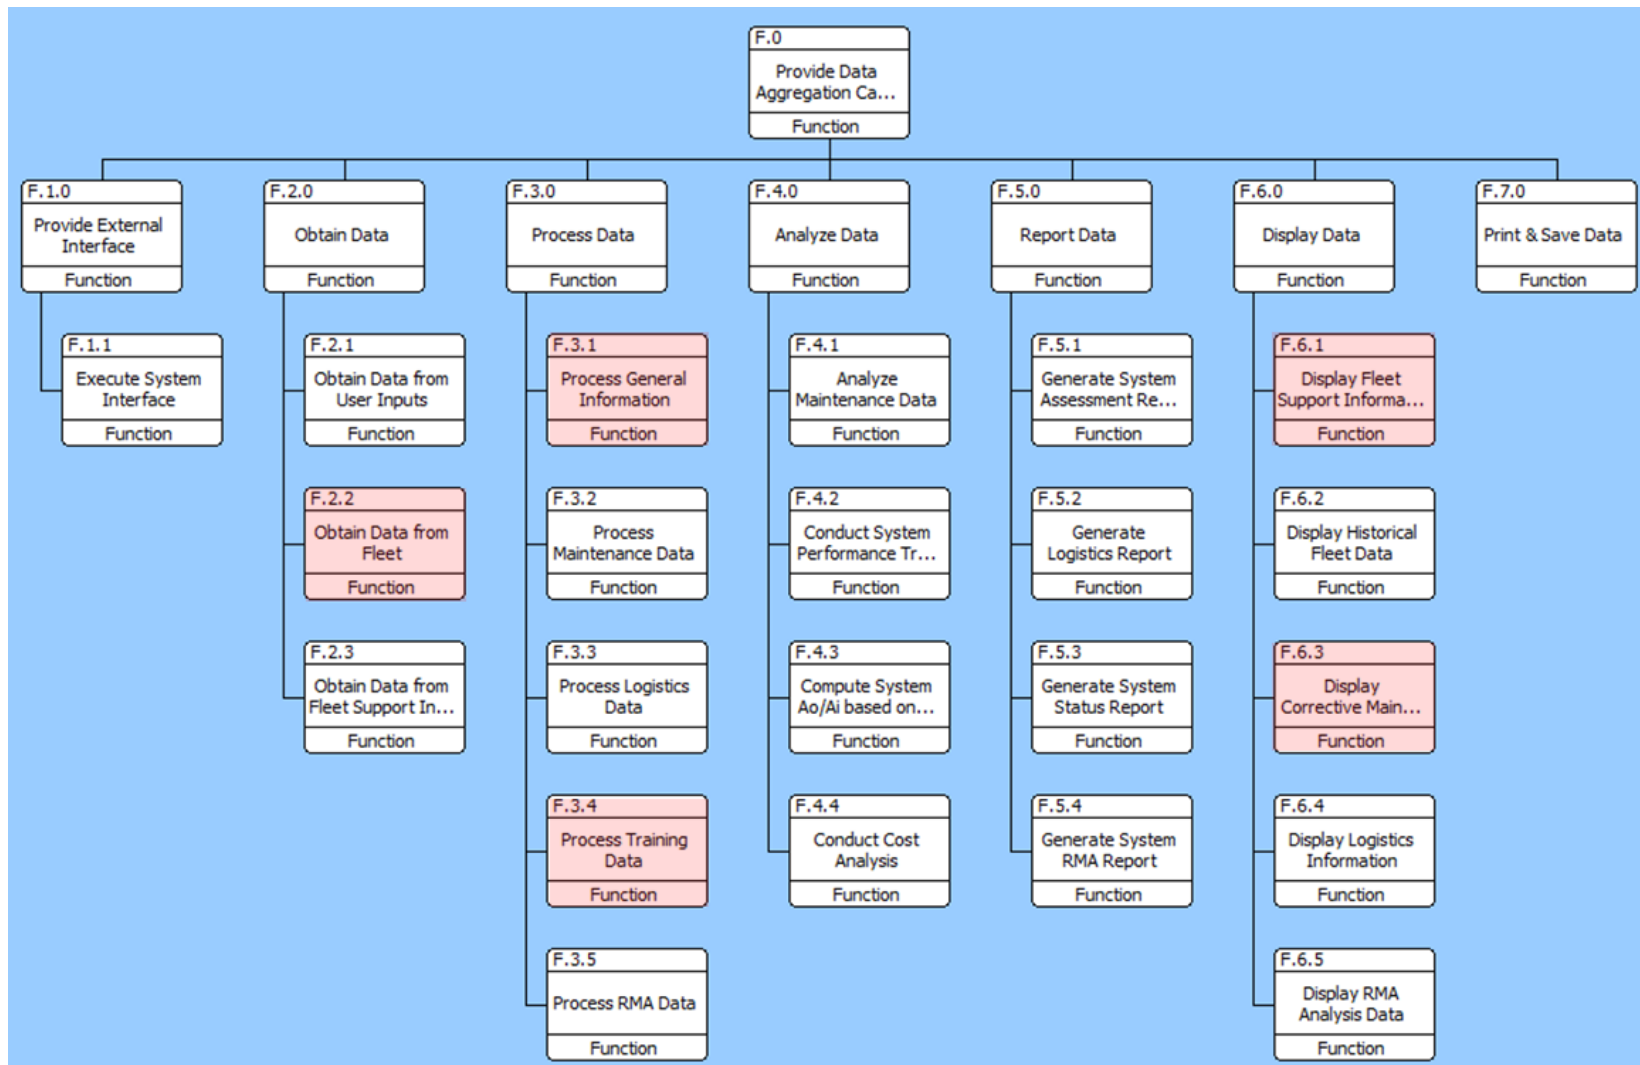 F.0
Provide Data
Aggregation Ca...
Function
F.1.0
Provide External
Interface
Function
F.2.0
Obtain Data
Function
F.3.0
Process Data
Function
F.4.0
Analyze Data
Function
F.5.0
Report Data
Function
F.6.0
Display Data
Function
F.7.0
Print & Save Data
Function
F.1.1
Execute System
Interface
Function
F.2.1
Obtain Data from
User Inputs
Function
F.3.1
Process General
Information
Function
F.4.1
Analyze
Maintenance Data
Function
F.5.1
Generate System
Assessment Re...
Function
F.6.1
Display Fleet
Support Informa...
Function
F.2.2
Obtain Data from
Fleet
Function
F.3.2
Process
Maintenance Data
Function
F.4.2
Conduct System
Performance Tr...
Function
F.5.2
Generate
Logistics Report
Function
F.6.2
Display Historical
Fleet Data
Function
F.2.3
Obtain Data from
Fleet Support In...
Function
F.3.3
Process Logistics
Data
Function
F.4.3
Compute System
Ao/Ai based on...
Function
F.5.3
Generate System
Status Report
Function
F.6.3
Display
Corrective Main...
Function
F.3.4
Process Training
Data
Function
F.4.4
Conduct Cost
Analysis
Function
F.5.4
Generate System
RMA Report
Function
F.6.4
Display Logistics
Information
Function
F.3.5
Process RMA Data
Function
F.6.5
Display RMA
Analysis Data
Function